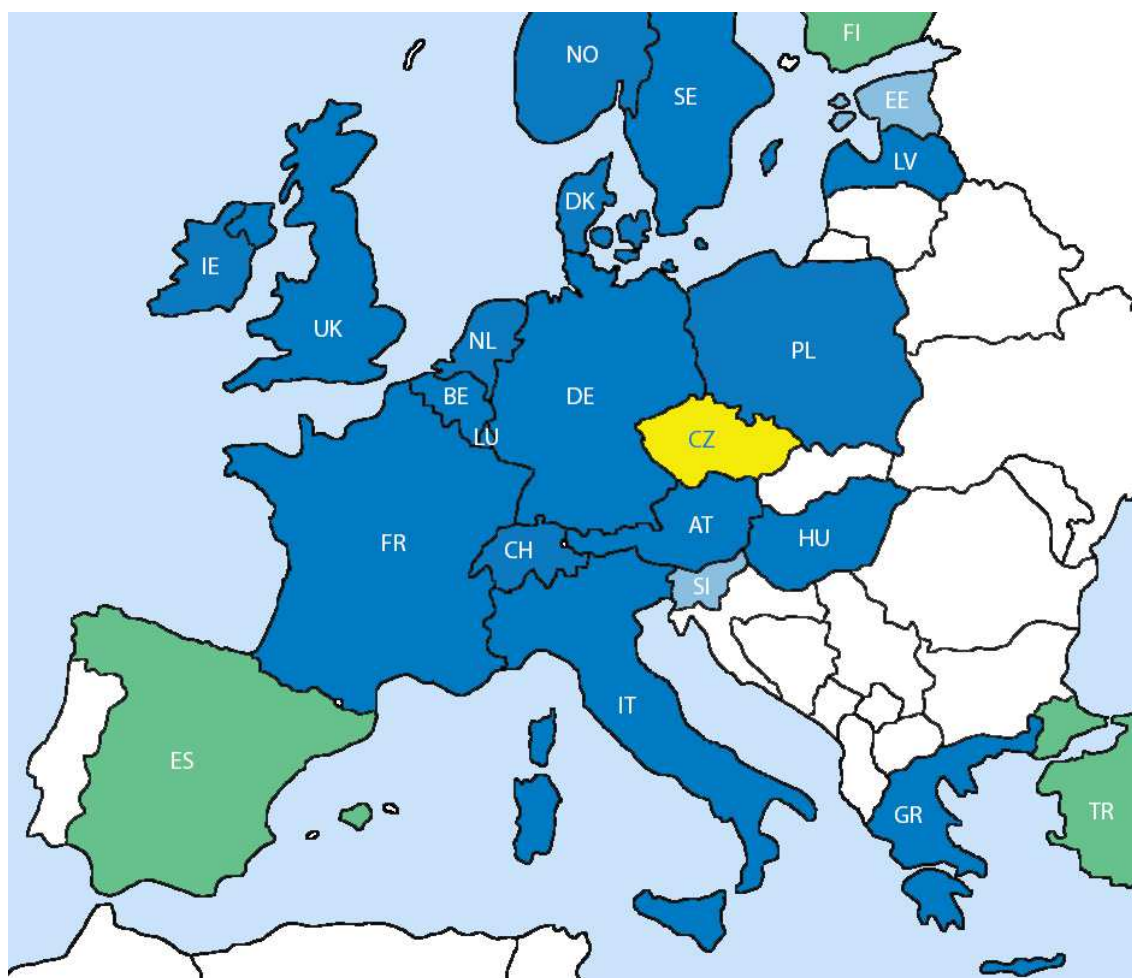 FI
NO
SE
EE
LV
DK
IE
UK
NL
PL
BE
DE
LU
CZ
AT
FR
CH
HU
SI
IT
ES
GR
TR